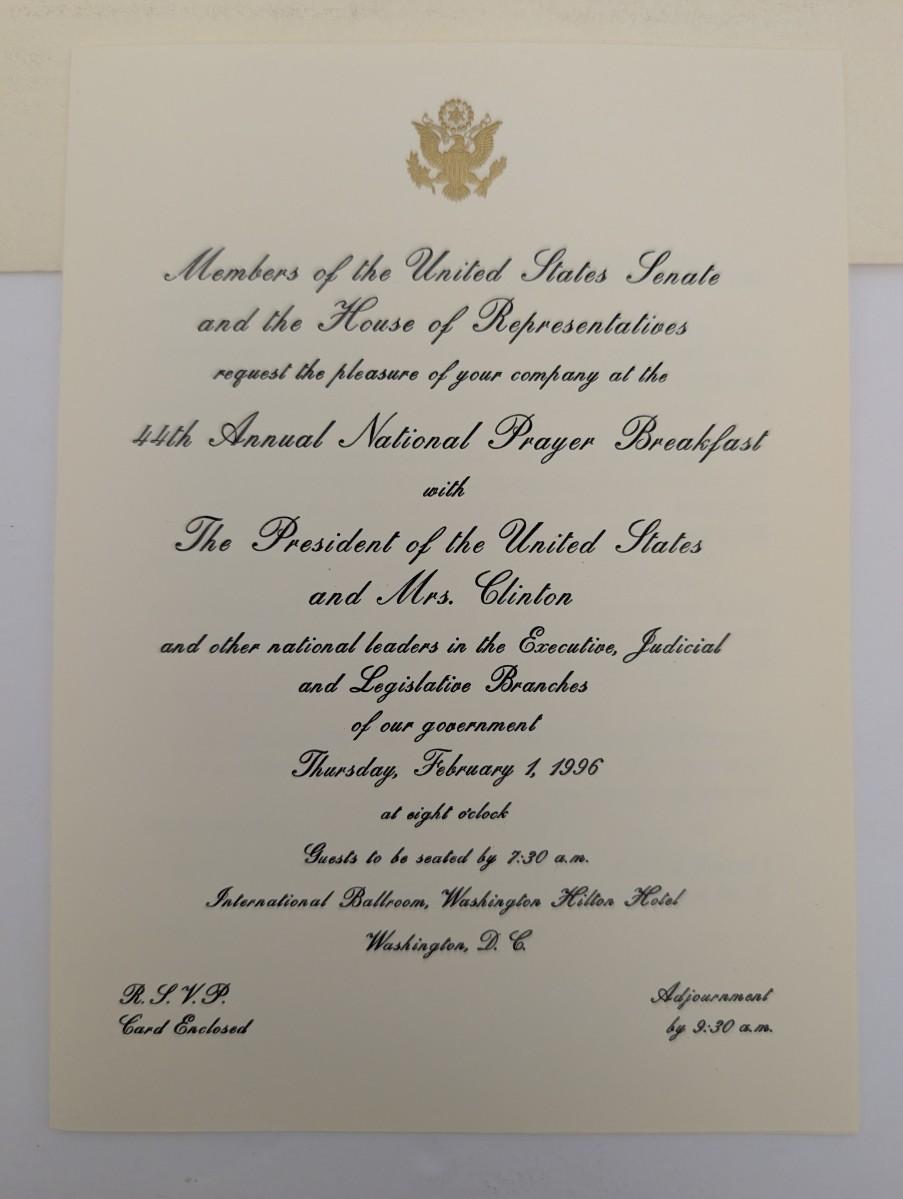 Members of the United States Senate
and the House of Representatives
request the pleasure of your company at the
44th Annual National Prayer Breakfast
with
The President of the United States
and Mrs. Clinton
and other national leaders in the Executive, Judicial
and Legislative Branches
of our government
Thursday, February 1, 1996
at eight o'clock
Guests to be seated by 7:30 a.m.
International Ballroom, Washington Hilton Hotel
Washington, D. C.
R. S. V. P.
Card Enclosed
Adjournment
by 9:30 a.m.